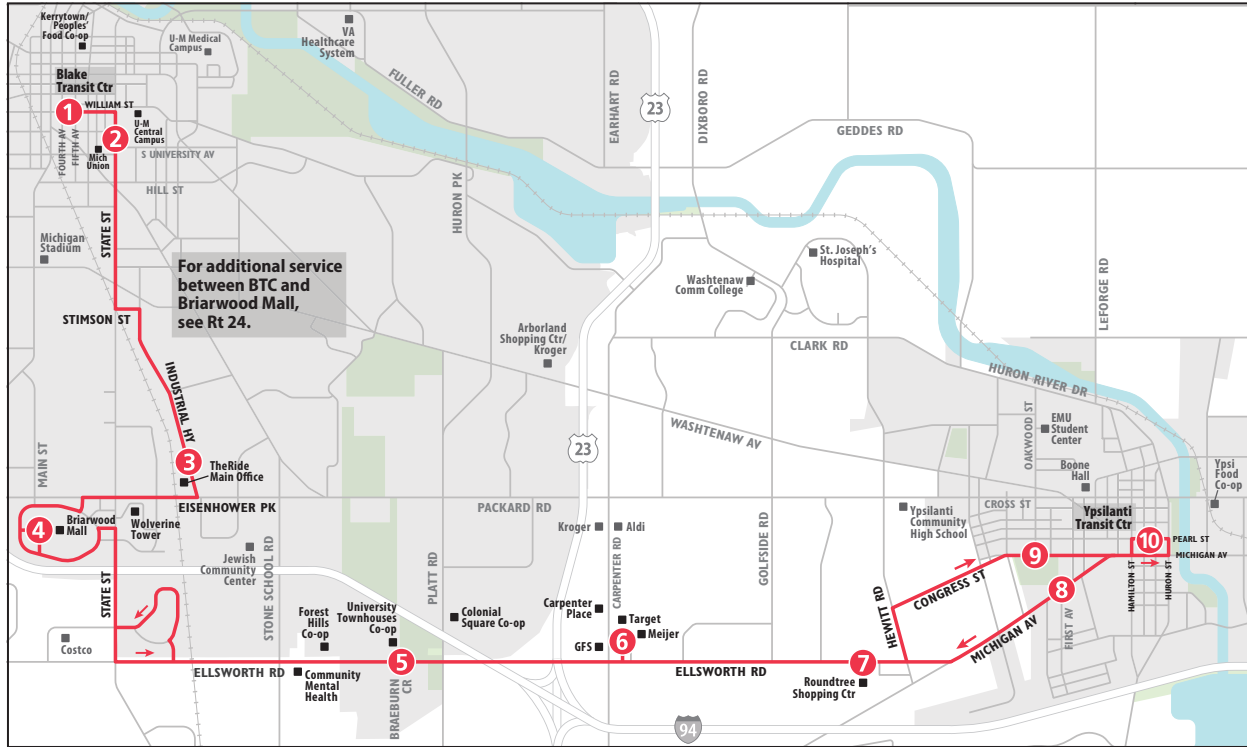 Kerrytown/
Peoples'
Food Co-op
U-M Medical
Campus
VA
Healthcare
System
Blake
Transit Ctr
1
WILLIAM ST
2
U-M
Central
Campus
FOURTH AV
FIFTH AV
Mich
Union
S UNIVERSITY AV
HILL ST
FULLER RD
EARHART RD
23
DIXBORO RD
GEDDES RD
HURON PK
STATE ST
Michigan
Stadium
For additional service
between BTC and
Briarwood Mall,
see Rt 24.
STIMSON ST
Arborland
Shopping Ctr/
Kroger
Washtenaw
Comm College
St. Joseph's
Hospital
CLARK RD
LEFORGE RD
HURON RIVER DR
INDUSTRIAL HY
WASHTENAW AV
23
MAIN ST
3
TheRide
Main Office
OAKWOOD ST
EMU
Student
Center
Boone
Hall
Ypsi
Food
Co-op
EISENHOWER PK
PACKARD RD
CROSS ST
4
Briarwood
Mall
Wolverine
Tower
Kroger
Aldi
Ypsilanti
Community
High School
Ypsilanti
Transit Ctr
10
PEARL ST
MICHIGAN AV
9
Jewish
Community
Center
STONE SCHOOL RD
PLATT RD
CARPENTER RD
GOLFSIDE RD
HAMILTON ST
HURON ST
STATE ST
Forest
Hills
Co-op
University
Townhouses
Co-op
Colonial
Square Co-op
Carpenter
Place
Target
Meijer
GFS
6
HEWITT RD
CONGRESS ST
8
MICHIGAN AV
FIRST AV
Costco
5
7
ELLSWORTH RD
Community
Mental
Health
BRAEBURN
CR
ELLSWORTH RD
Roundtree
Shopping Ctr
94